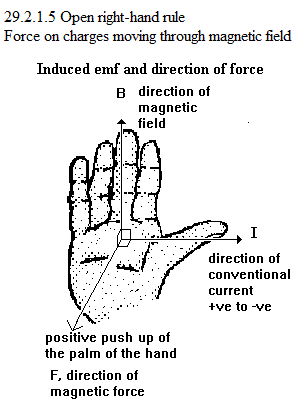 29.2.1.5 Open right-hand rule
Force on charges moving through magnetic field
Induced emf and direction of force
B direction of
magnetic
field
I
direction of
conventional
current
+ve to -ve
positive push up of
the palm of the hand
F, direction of
magnetic force